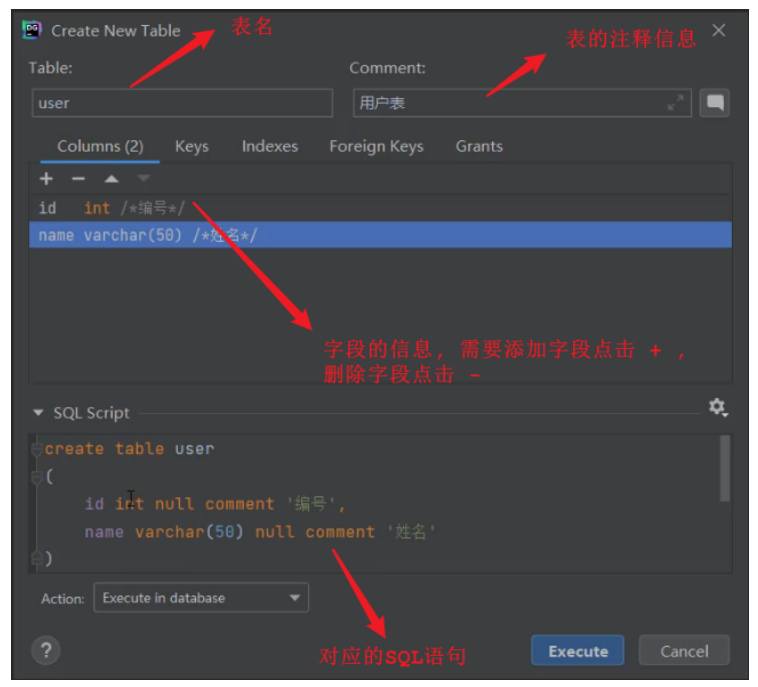 DG
Create New Table
表名
表的注释信息
Table:
Comment:
user
用户表
Columns (2)
Keys
Indexes
Foreign Keys
Grants
id int /*编号*/
name varchar(50) /*姓名*/
字段的信息, 需要添加字段点击 + ,
删除字段点击 -
SQL Script
create table user
(
id int null comment '编号',
name varchar(50) null comment '姓名'
)
Action:
Execute in database
?
对应的SQL语句
Execute
Cancel